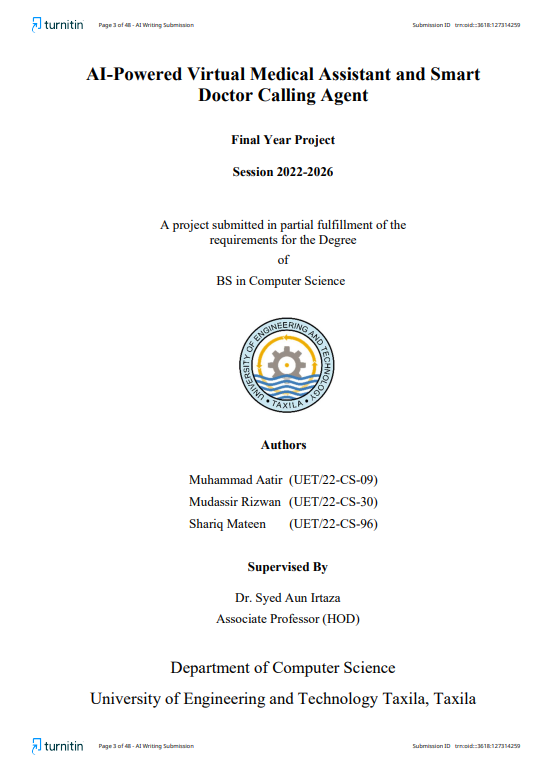 turnitin Page 3 of 48 - AI Writing Submission Submission ID trn:oid:::3618:127314259
AI-Powered Virtual Medical Assistant and Smart
Doctor Calling Agent
Final Year Project
Session 2022-2026
A project submitted in partial fulfillment of the
requirements for the Degree
of
BS in Computer Science
UNIVERSITY OF ENGINEERING AND TECHNOLOGY
• TAXILA •
Authors
Muhammad Aatir (UET/22-CS-09)
Mudassir Rizwan (UET/22-CS-30)
Shariq Mateen (UET/22-CS-96)
Supervised By
Dr. Syed Aun Irtaza
Associate Professor (HOD)
Department of Computer Science
University of Engineering and Technology Taxila, Taxila
turnitin Page 3 of 48 - AI Writing Submission Submission ID trn:oid:::3618:127314259